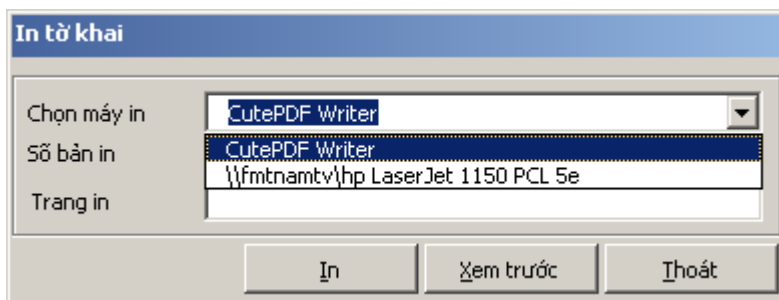 In tờ khai
Chọn máy in
CutePDF Writer
Số bản in
CutePDF Writer
\\fmtnamtv\hp LaserJet 1150 PCL 5e
Trang in
In
Xem trước
Thoát